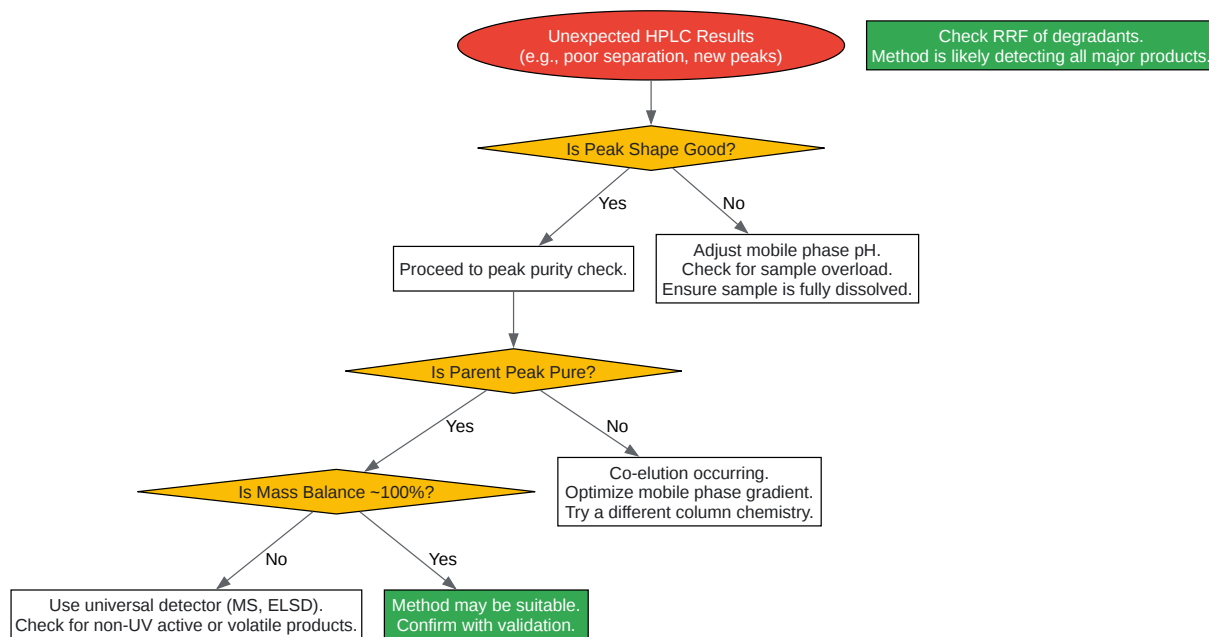 Unexpected HPLC Results
(e.g., poor separation, new peaks)
Check RRF of degradants.
Method is likely detecting all major products.
Is Peak Shape Good?
Yes
No
Proceed to peak purity check.
Adjust mobile phase pH.
Check for sample overload.
Ensure sample is fully dissolved.
Is Parent Peak Pure?
Yes
No
Is Mass Balance ~100%?
Co-elution occurring.
Optimize mobile phase gradient.
Try a different column chemistry.
No
Yes
Use universal detector (MS, ELSD).
Check for non-UV active or volatile products.
Method may be suitable.
Confirm with validation.